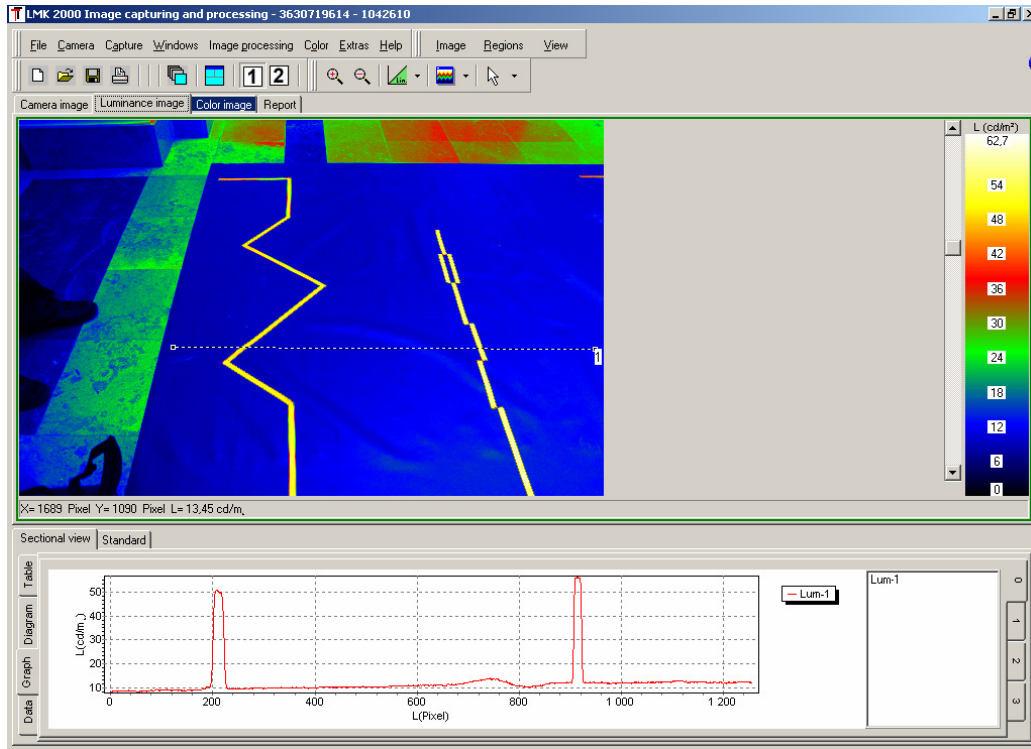 LMK 2000 Image capturing and processing - 3630719614 - 1042610
File Camera Capture Windows Image processing Color Extras Help Image Regions View
1 2 Lin
Camera image Luminance image Color image Report
L (cd/m²)
62,7
54
48
42
36
30
24
18
12
6
0
1
X= 1689 Pixel Y= 1090 Pixel L= 13,45 cd/m,
Sectional view Standard
Table
Diagram
Graph
Data
L(cd/m,)
50
40
30
20
10
0 200 400 600 800 1 000 1 200
L(Pixel)
Lum-1
Lum-1
0
1
2
3